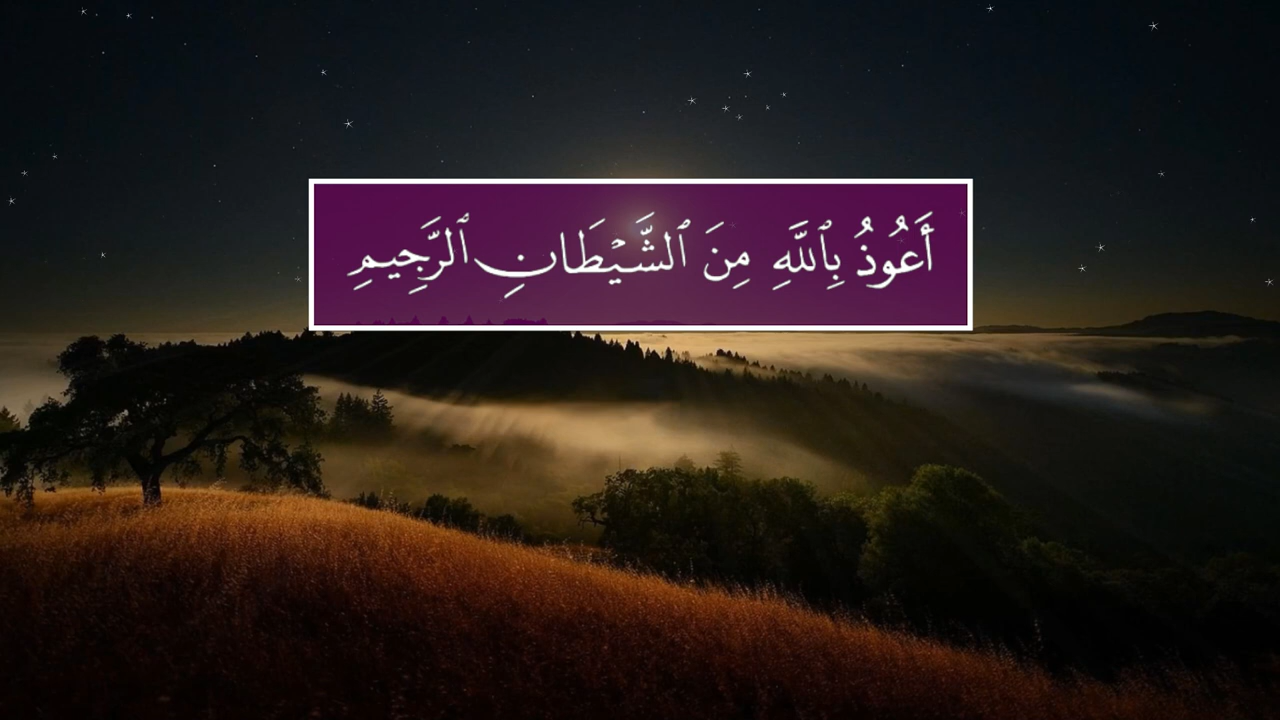 أَعُوذُ بِٱللَّهِ مِنَ ٱلشَّيْطَانِ ٱلرَّجِيمِ